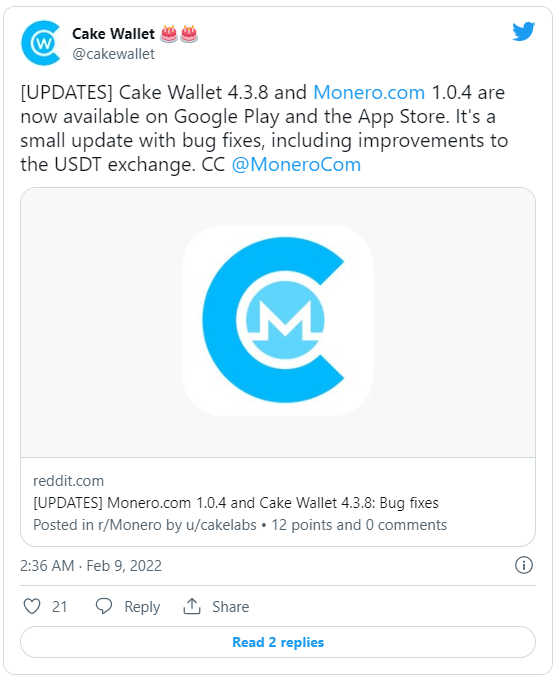 Cake Wallet 🎂🎂
@cakewallet
[UPDATES] Cake Wallet 4.3.8 and Monero.com 1.0.4 are
now available on Google Play and the App Store. It's a
small update with bug fixes, including improvements to
the USDT exchange. CC @MoneroCom
reddit.com
[UPDATES] Monero.com 1.0.4 and Cake Wallet 4.3.8: Bug fixes
Posted in r/Monero by u/cakelabs • 12 points and 0 comments
2:36 AM · Feb 9, 2022
21 Reply Share
Read 2 replies